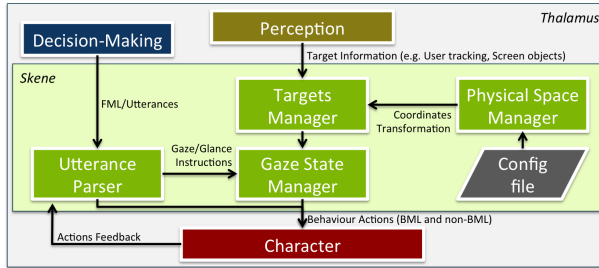 Thalamus
Decision-Making
Perception
Target Information (e.g. User tracking, Screen objects)
Skene
FML/Utterances
Targets
Manager
Coordinates
Transformation
Physical Space
Manager
Gaze/Glance
Instructions
Utterance
Parser
Gaze State
Manager
Config
file
Behaviour Actions (BML and non-BML)
Actions Feedback
Character